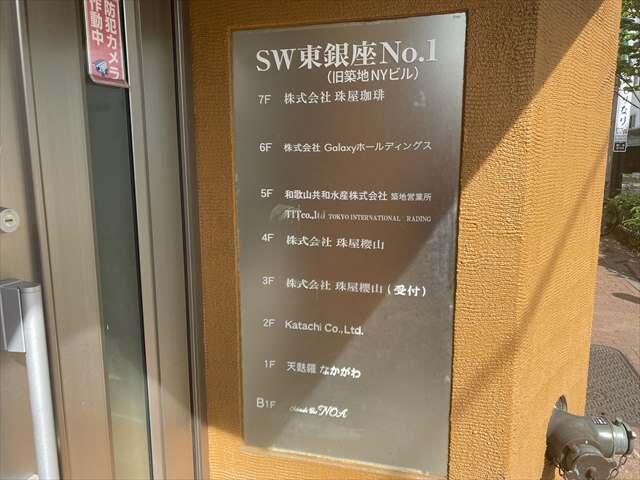 防犯カメラ
作動中
SW東銀座No.1
(旧築地NYビル)
7F 株式会社 珠屋珈琲
6F 株式会社 Galaxyホールディングス
5F 和歌山共和水産株式会社 築地営業所
TITco.,ltd TOKYO INTERNATIONAL RADING
4F 株式会社 珠屋櫻山
3F 株式会社 珠屋櫻山 (受付)
2F Katachi Co.,Ltd.
1F 天麩羅 なかがわ
B1F NOA
なり